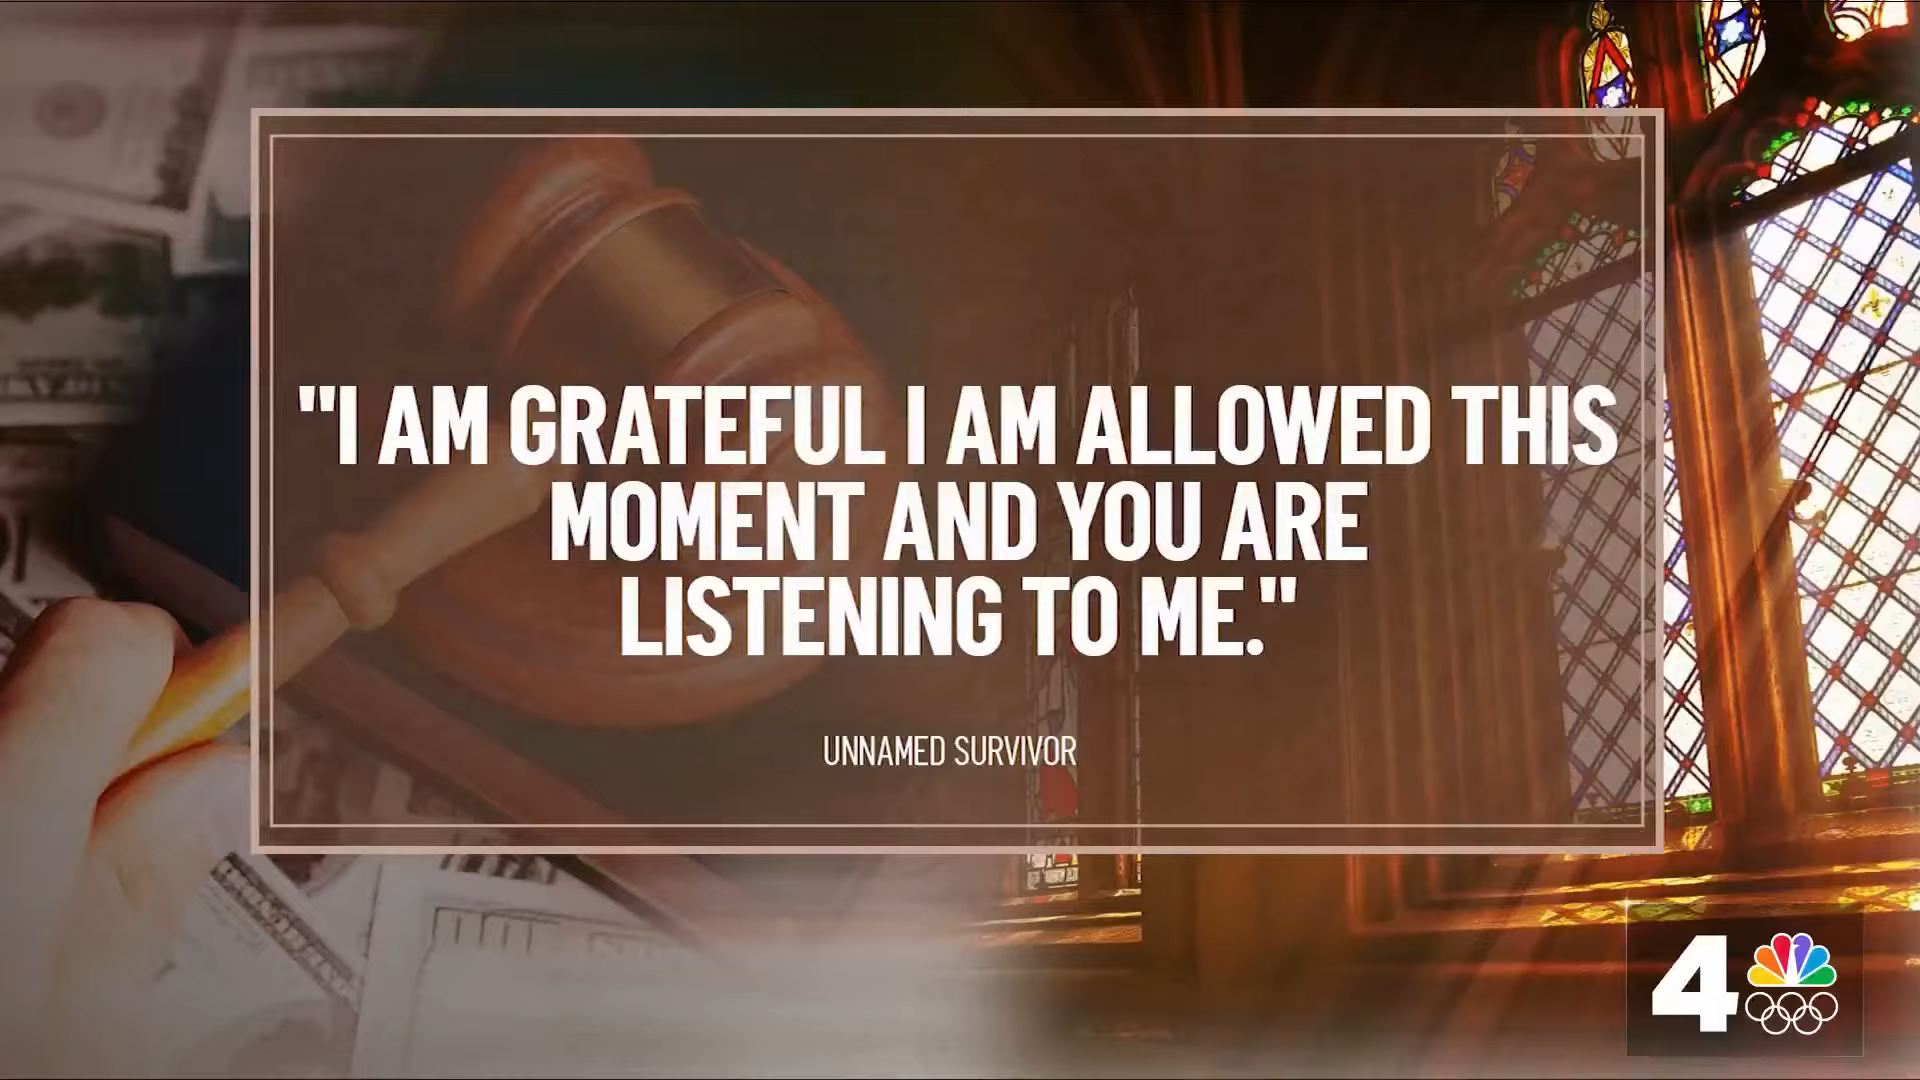 "I AM GRATEFUL I AM ALLOWED THIS
MOMENT AND YOU ARE
LISTENING TO ME."
UNNAMED SURVIVOR
4